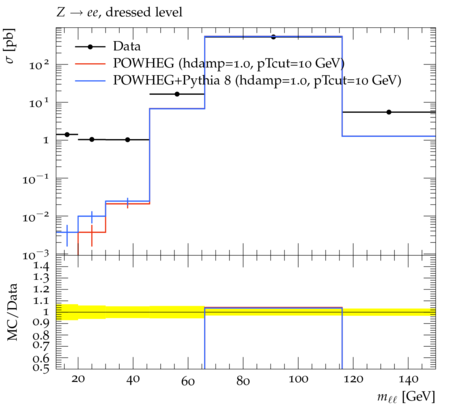 Z → ee, dressed level
σ [pb]
Data
POWHEG (hdamp=1.0, pTcut=10 GeV)
POWHEG+Pythia 8 (hdamp=1.0, pTcut=10 GeV)
10²
10¹
1
10⁻¹
10⁻²
10⁻³
MC/Data
1.4
1.3
1.2
1.1
1
0.9
0.8
0.7
0.6
0.5
20 40 60 80 100 120 140
mℓℓ [GeV]